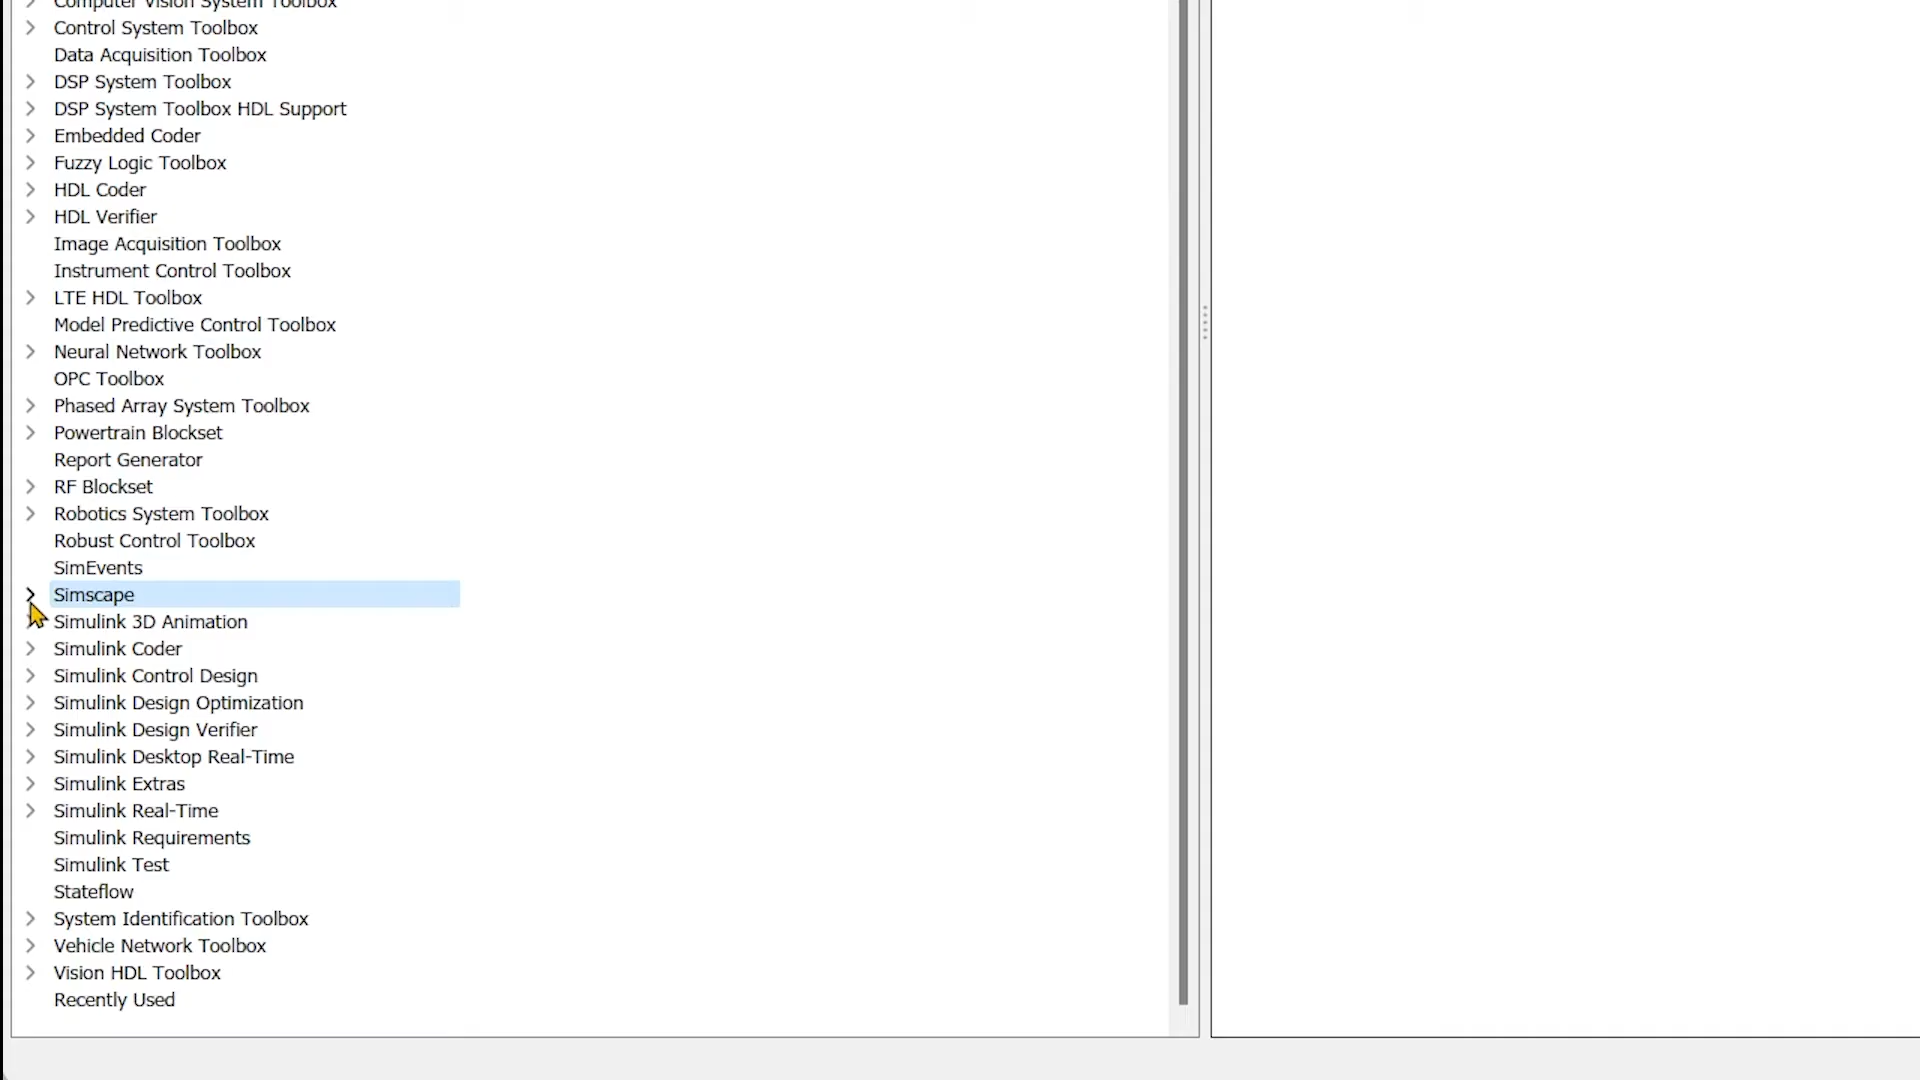 Computer Vision System Toolbox
Control System Toolbox
Data Acquisition Toolbox
DSP System Toolbox
DSP System Toolbox HDL Support
Embedded Coder
Fuzzy Logic Toolbox
HDL Coder
HDL Verifier
Image Acquisition Toolbox
Instrument Control Toolbox
LTE HDL Toolbox
Model Predictive Control Toolbox
Neural Network Toolbox
OPC Toolbox
Phased Array System Toolbox
Powertrain Blockset
Report Generator
RF Blockset
Robotics System Toolbox
Robust Control Toolbox
SimEvents
Simscape
Simulink 3D Animation
Simulink Coder
Simulink Control Design
Simulink Design Optimization
Simulink Design Verifier
Simulink Desktop Real-Time
Simulink Extras
Simulink Real-Time
Simulink Requirements
Simulink Test
Stateflow
System Identification Toolbox
Vehicle Network Toolbox
Vision HDL Toolbox
Recently Used